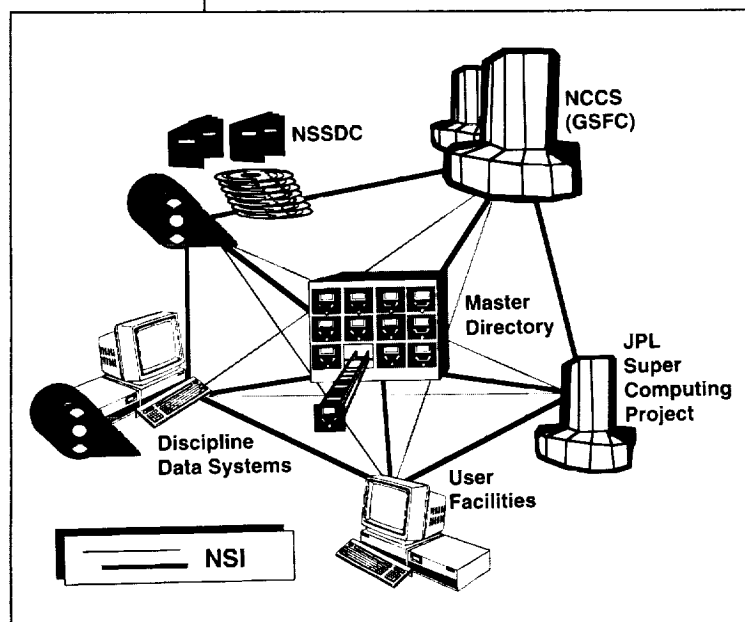 NSSDC
NCCS
(GSFC)
Master
Directory
JPL
Super
Computing
Project
Discipline
Data Systems
User
Facilities
NSI